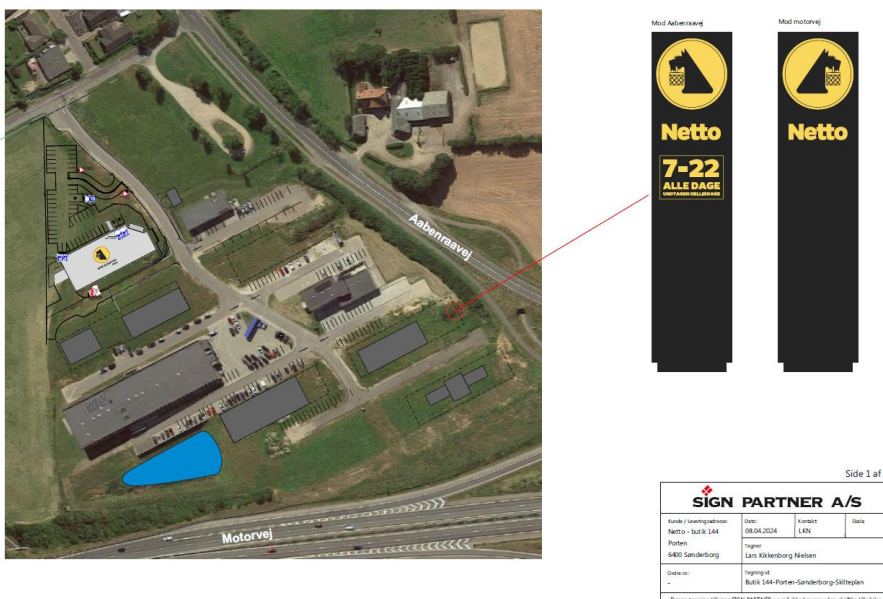 Mod Aabenraavej
Mod motorvej
Netto
Netto
7-22
ALLE DAGE
UNDTAGEN HELLIGDAGE
Aabenraavej
Motorvej
Side 1 af
SIGN PARTNER A/S
Kunde / Leveringsadresse:
Netto - butik 144
Porten
6400 Sønderborg
Dato:
08.04.2024
Kontakt:
LKN
Skala:
Tegner:
Lars Kikkenborg Nielsen
Ordre nr.:
-
Tegning id:
Butik 144-Porten-Sønderborg-Skilteplan